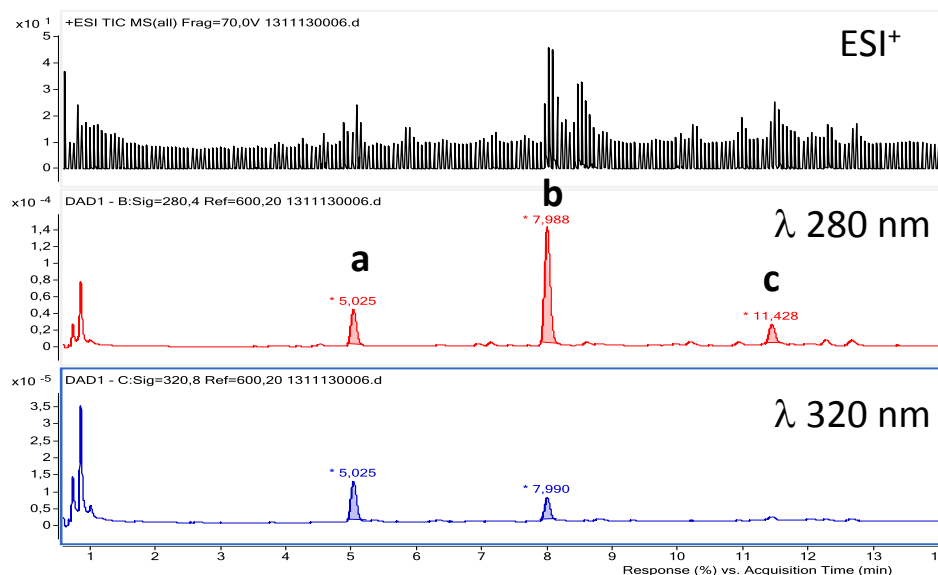 x10 1 +ESI TIC MS(all) Frag=70,0V 1311130006.d
ESI+
5
4
3
2
1
0
x10 -4 DAD1 - B:Sig=280,4 Ref=600,20 1311130006.d
λ 280 nm
b
* 7,988
a
c
* 5,025
* 11,428
1,4
1,2
1
0,8
0,6
0,4
0,2
0
x10 -5 DAD1 - C:Sig=320,8 Ref=600,20 1311130006.d
λ 320 nm
* 5,025
* 7,990
3,5
3
2,5
2
1,5
1
0,5
0
1 2 3 4 5 6 7 8 9 10 11 12 13 1
Response (%) vs. Acquisition Time (min)